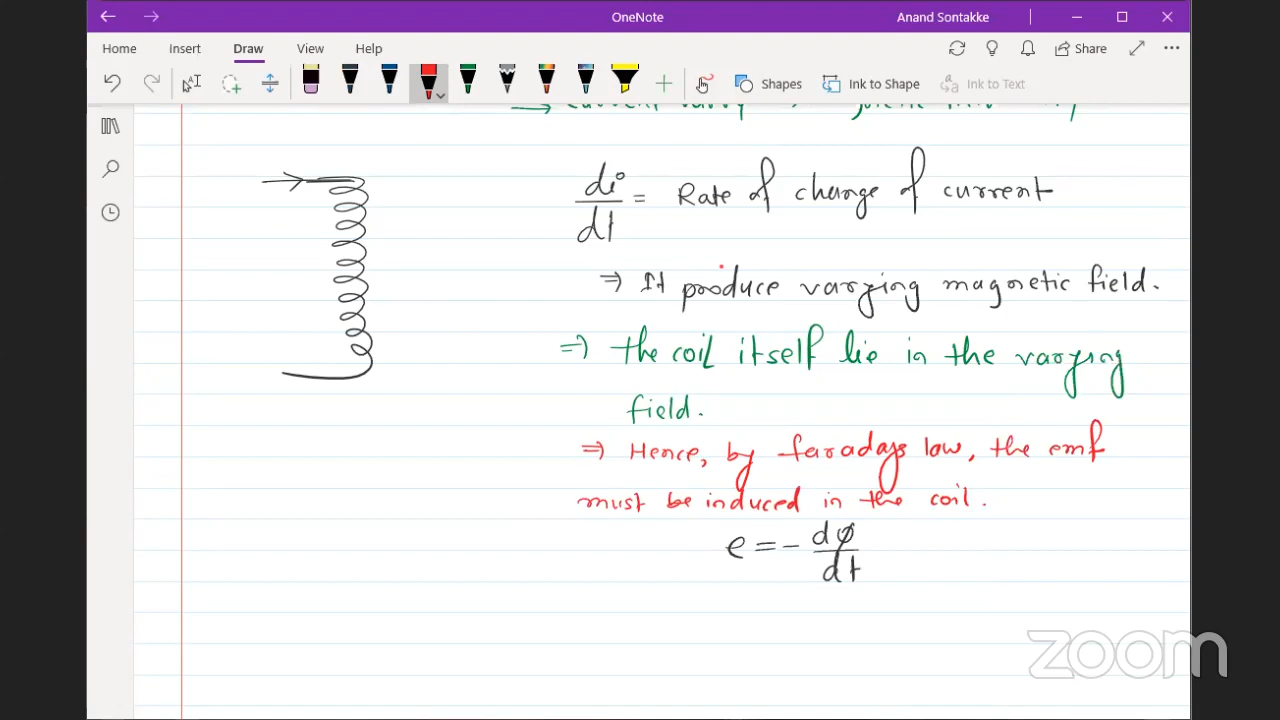 OneNote
Anand Sontakke
Home Insert Draw View Help
Share
Shapes
Ink to Shape
Ink to Text
di/dt = Rate of change of current
⇒ It produce varying magnetic field.
⇒ the coil itself lie in the varying
field.
⇒ Hence, by faradays law, the emf
must be induced in the coil.
e = - dφ/dt
zoom